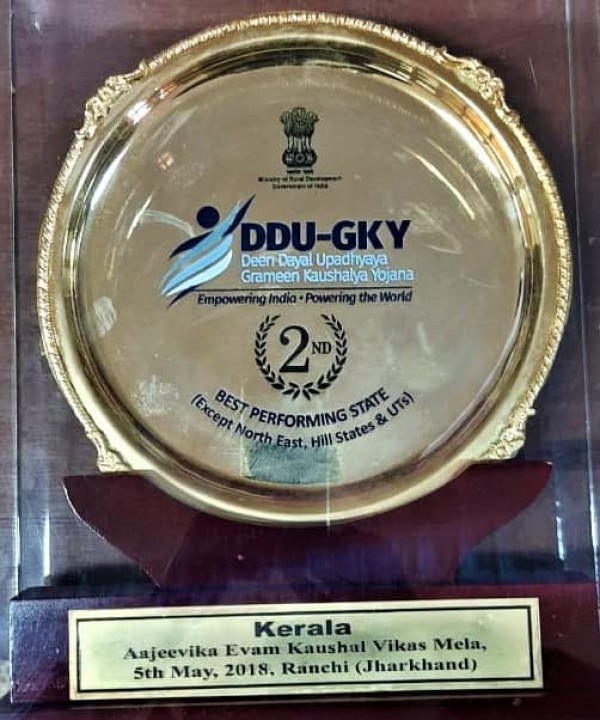 Ministry of Rural Development
Government of India
DDU-GKY
Deen Dayal Upadhyaya
Grameen Kaushalya Yojana
Empowering India • Powering the World
2ND
BEST PERFORMING STATE
(Except North East, Hill States & UTs)
Kerala
Aajeevika Evam Kaushal Vikas Mela,
5th May, 2018, Ranchi (Jharkhand)